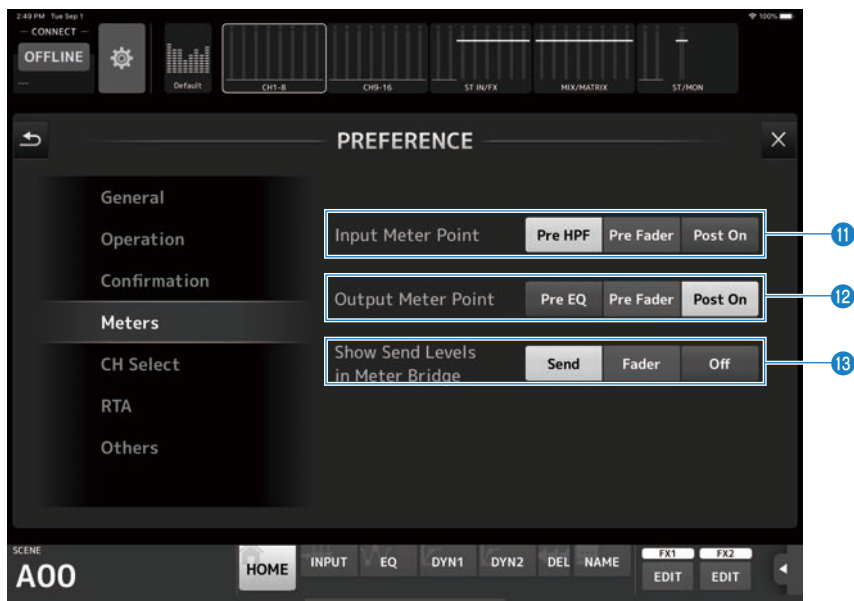 2:49 PM Tue Sep 1
100%
CONNECT
OFFLINE
---
Default
CH1-8
CH9-16
ST IN/FX
MIX/MATRIX
ST/MON
PREFERENCE
General
Operation
Confirmation
Meters
CH Select
RTA
Others
Input Meter Point
Pre HPF
Pre Fader
Post On
11
Output Meter Point
Pre EQ
Pre Fader
Post On
12
Show Send Levels
in Meter Bridge
Send
Fader
Off
13
SCENE
A00
HOME
INPUT
EQ
DYN1
DYN2
DEL
NAME
FX1
EDIT
FX2
EDIT